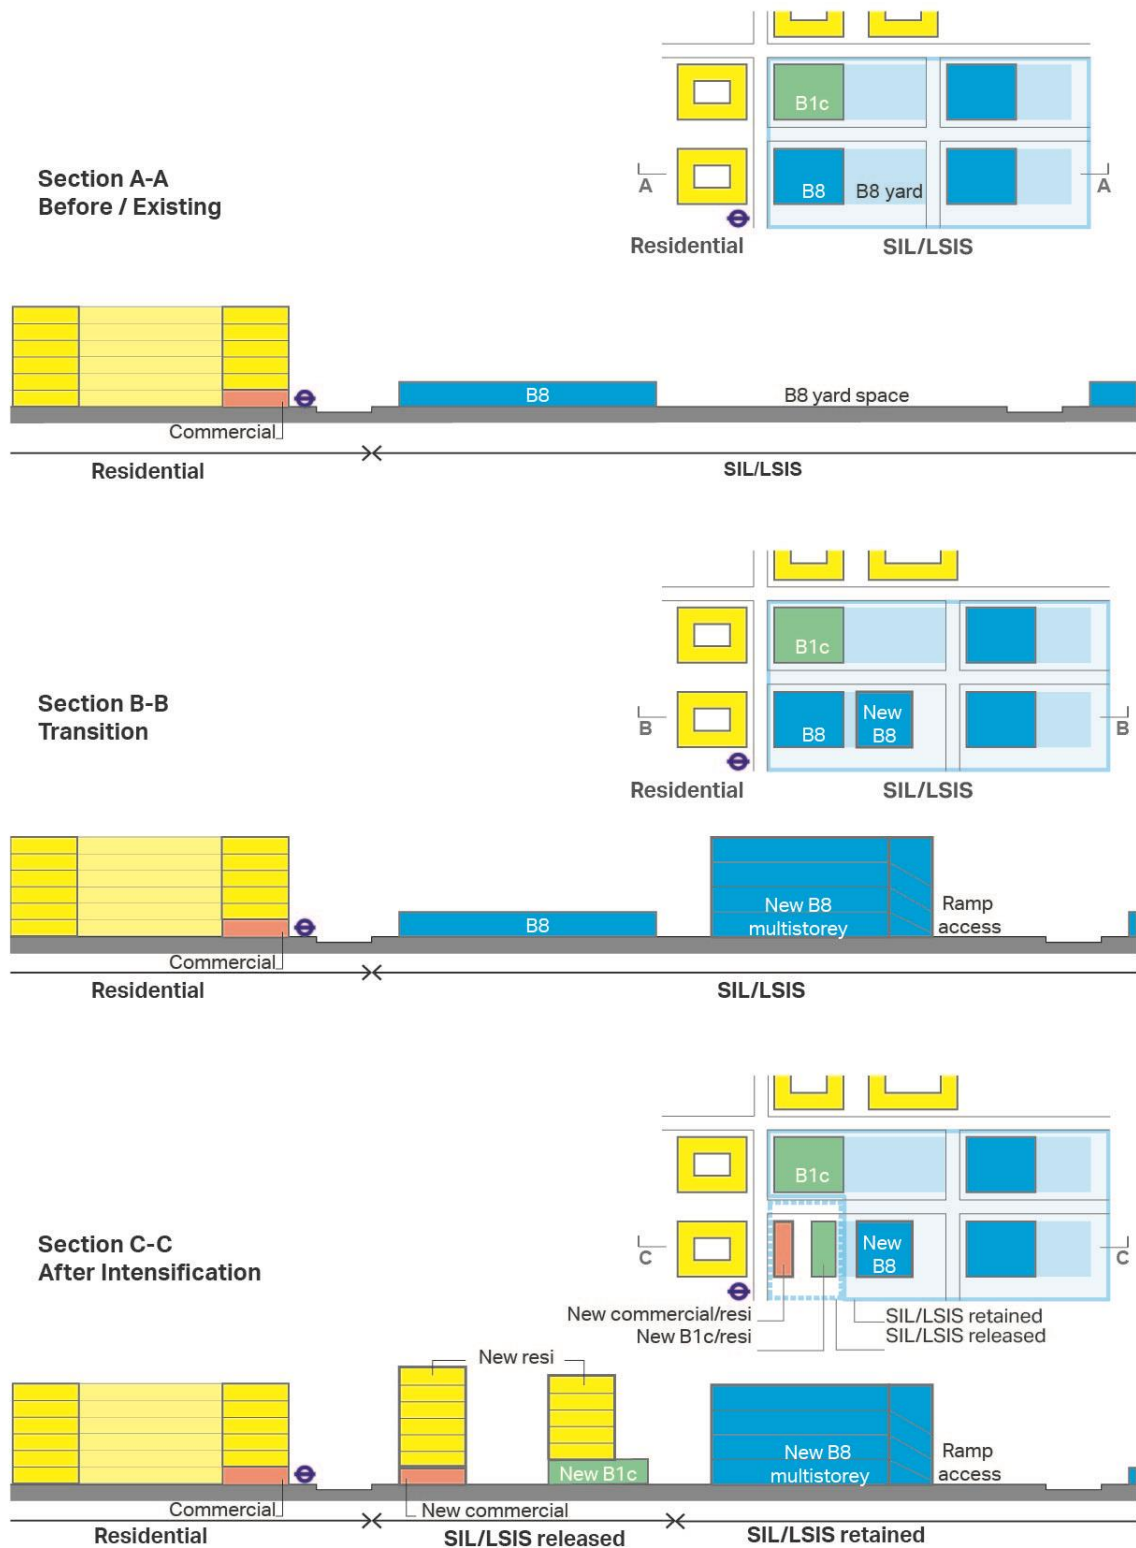 B1c
Section A-A
Before / Existing
A
B8
B8 yard
A
Residential
SIL/LSIS
B8
B8 yard space
Commercial
Residential
SIL/LSIS
B1c
Section B-B
Transition
B
B8
New
B8
B
Residential
SIL/LSIS
B8
New B8
multistorey
Ramp
access
Commercial
Residential
SIL/LSIS
B1c
Section C-C
After Intensification
C
New
B8
C
New commercial/resi
New B1c/resi
SIL/LSIS retained
SIL/LSIS released
New resi
New B1c
New B8
multistorey
Ramp
access
Commercial
New commercial
Residential
SIL/LSIS released
SIL/LSIS retained